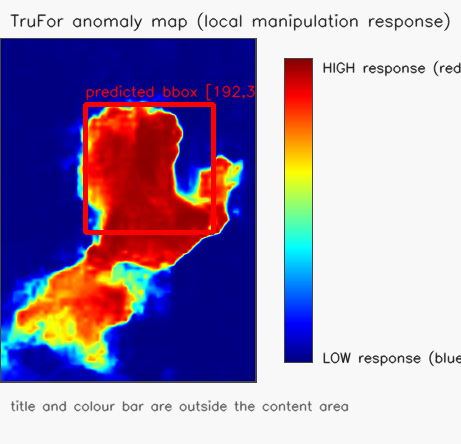 TruFor anomaly map (local manipulation response)
predicted bbox [192,3
HIGH response (red
LOW response (blue
title and colour bar are outside the content area